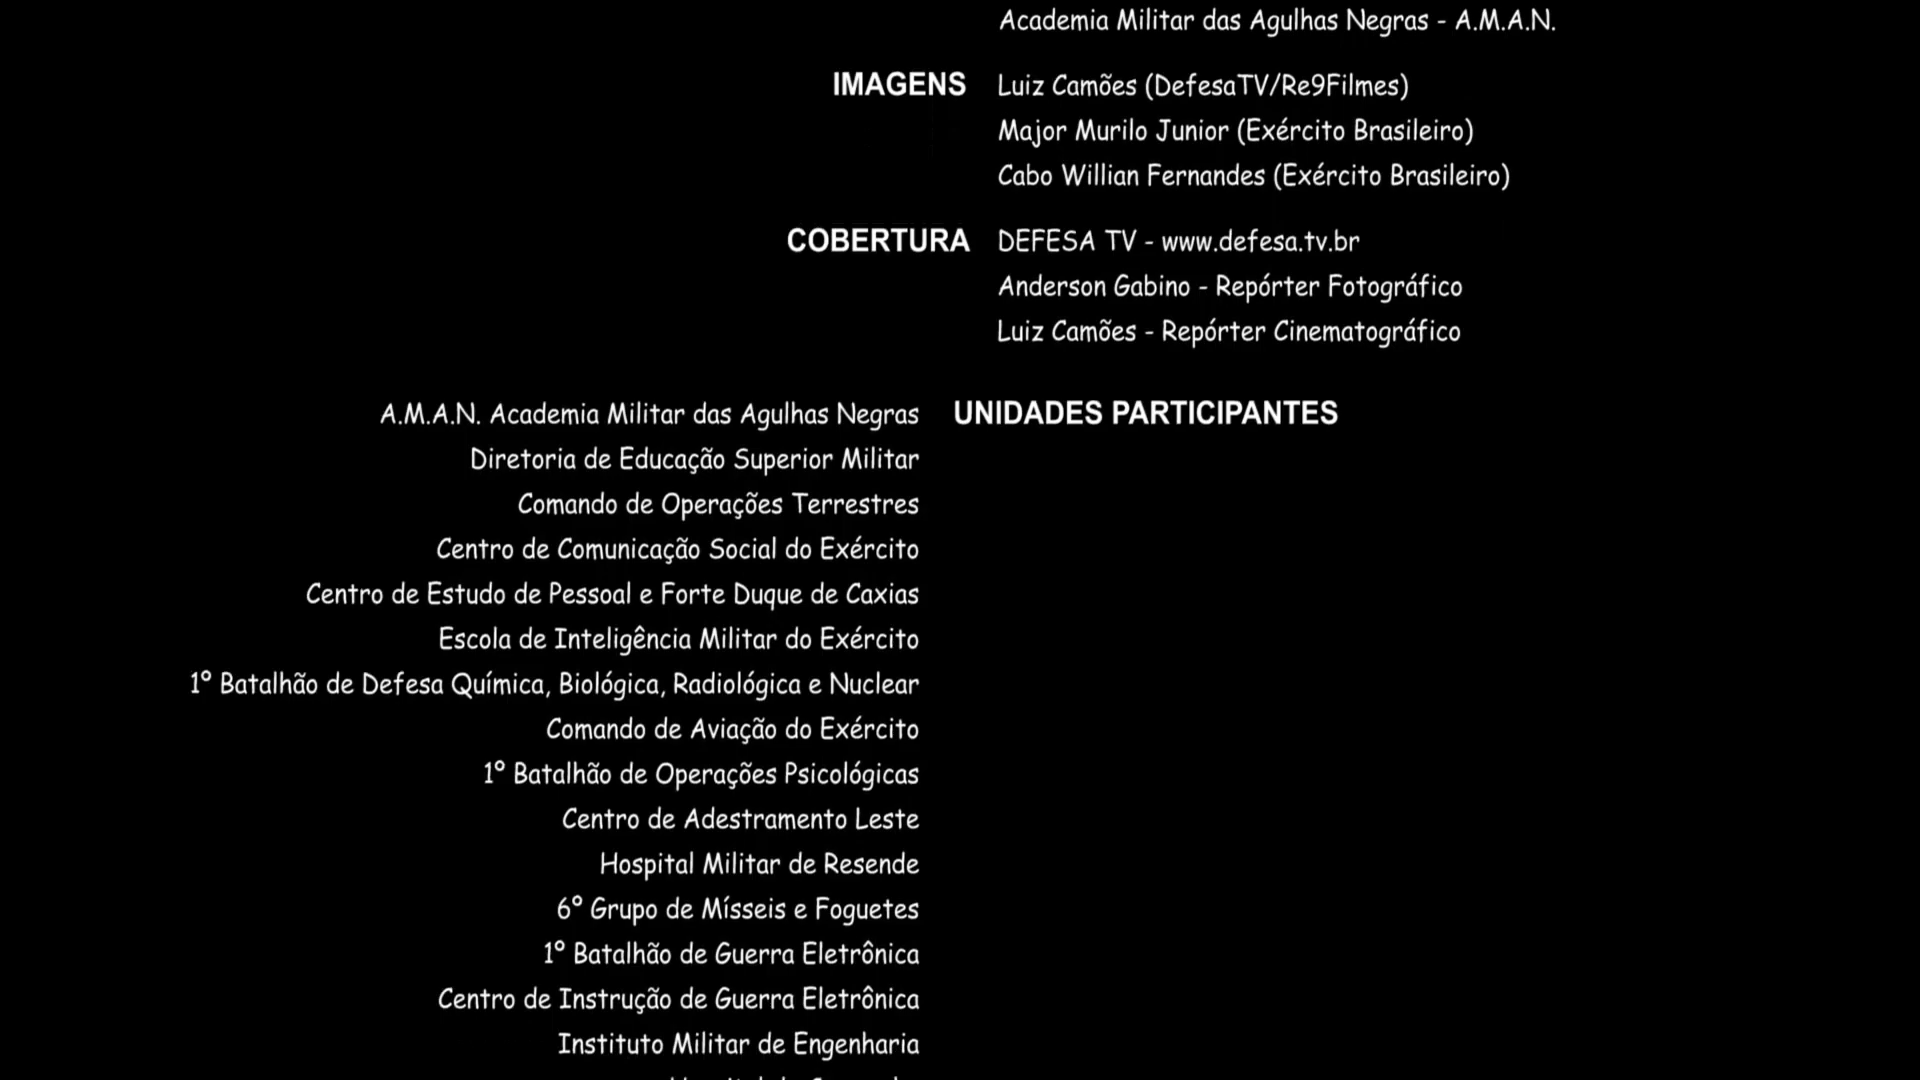 Academia Militar das Agulhas Negras - A.M.A.N.
IMAGENS Luiz Camões (DefesaTV/Re9Filmes)
Major Murilo Junior (Exército Brasileiro)
Cabo Willian Fernandes (Exército Brasileiro)
COBERTURA DEFESA TV - www.defesa.tv.br
Anderson Gabino - Repórter Fotográfico
Luiz Camões - Repórter Cinematográfico
A.M.A.N. Academia Militar das Agulhas Negras UNIDADES PARTICIPANTES
Diretoria de Educação Superior Militar
Comando de Operações Terrestres
Centro de Comunicação Social do Exército
Centro de Estudo de Pessoal e Forte Duque de Caxias
Escola de Inteligência Militar do Exército
1º Batalhão de Defesa Química, Biológica, Radiológica e Nuclear
Comando de Aviação do Exército
1º Batalhão de Operações Psicológicas
Centro de Adestramento Leste
Hospital Militar de Resende
6º Grupo de Mísseis e Foguetes
1º Batalhão de Guerra Eletrônica
Centro de Instrução de Guerra Eletrônica
Instituto Militar de Engenharia